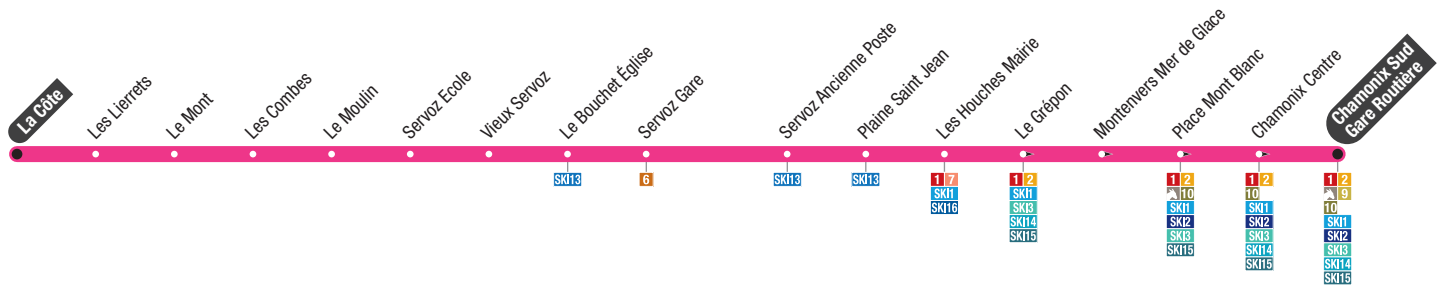 La Côte
Les Lierrets
Le Mont
Les Combes
Le Moulin
Servoz Ecole
Vieux Servoz
Le Bouchet Église
Servoz Gare
Servoz Ancienne Poste
Plaine Saint Jean
Les Houches Mairie
Le Grépon
Montenvers Mer de Glace
Place Mont Blanc
Chamonix Centre
Chamonix Sud
Gare Routière
SKI13
6
SKI13
SKI13
1 7
SKI1
SKI16
1 2
SKI1
SKI3
SKI14
SKI15
1 2
10
SKI1
SKI2
SKI3
SKI15
1 2
10
SKI1
SKI2
SKI3
SKI14
SKI15
1 2
9
10
SKI1
SKI2
SKI3
SKI14
SKI15